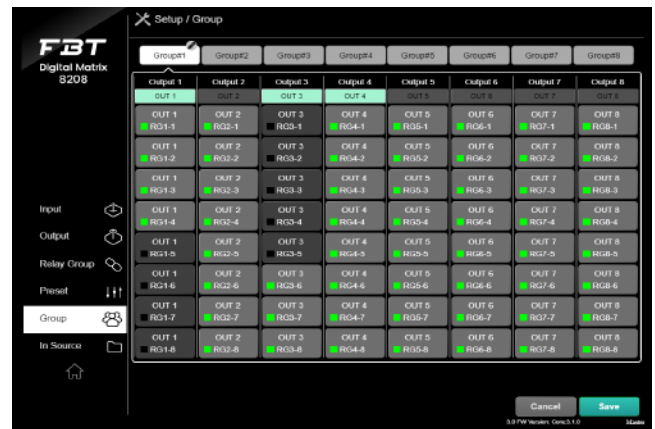 Setup / Group
FBT
Digital Matrix
8208
Group#1 Group#2 Group#3 Group#4 Group#5 Group#6 Group#7 Group#8
Output 1 Output 2 Output 3 Output 4 Output 5 Output 6 Output 7 Output 8
OUT 1 OUT 2 OUT 3 OUT 4 OUT 5 OUT 6 OUT 7 OUT 8
OUT 1 OUT 2 OUT 3 OUT 4 OUT 5 OUT 6 OUT 7 OUT 8
RG1-1 RG2-1 RG3-1 RG4-1 RG5-1 RG6-1 RG7-1 RG8-1
OUT 1 OUT 2 OUT 3 OUT 4 OUT 5 OUT 6 OUT 7 OUT 8
RG1-2 RG2-2 RG3-2 RG4-2 RG5-2 RG6-2 RG7-2 RG8-2
OUT 1 OUT 2 OUT 3 OUT 4 OUT 5 OUT 6 OUT 7 OUT 8
RG1-3 RG2-3 RG3-3 RG4-3 RG5-3 RG6-3 RG7-3 RG8-3
OUT 1 OUT 2 OUT 3 OUT 4 OUT 5 OUT 6 OUT 7 OUT 8
RG1-4 RG2-4 RG3-4 RG4-4 RG5-4 RG6-4 RG7-4 RG8-4
OUT 1 OUT 2 OUT 3 OUT 4 OUT 5 OUT 6 OUT 7 OUT 8
RG1-5 RG2-5 RG3-5 RG4-5 RG5-5 RG6-5 RG7-5 RG8-5
OUT 1 OUT 2 OUT 3 OUT 4 OUT 5 OUT 6 OUT 7 OUT 8
RG1-6 RG2-6 RG3-6 RG4-6 RG5-6 RG6-6 RG7-6 RG8-6
OUT 1 OUT 2 OUT 3 OUT 4 OUT 5 OUT 6 OUT 7 OUT 8
RG1-7 RG2-7 RG3-7 RG4-7 RG5-7 RG6-7 RG7-7 RG8-7
OUT 1 OUT 2 OUT 3 OUT 4 OUT 5 OUT 6 OUT 7 OUT 8
RG1-8 RG2-8 RG3-8 RG4-8 RG5-8 RG6-8 RG7-8 RG8-8
Input
Output
Relay Group
Preset
Group
In Source
Cancel Save
FW Version